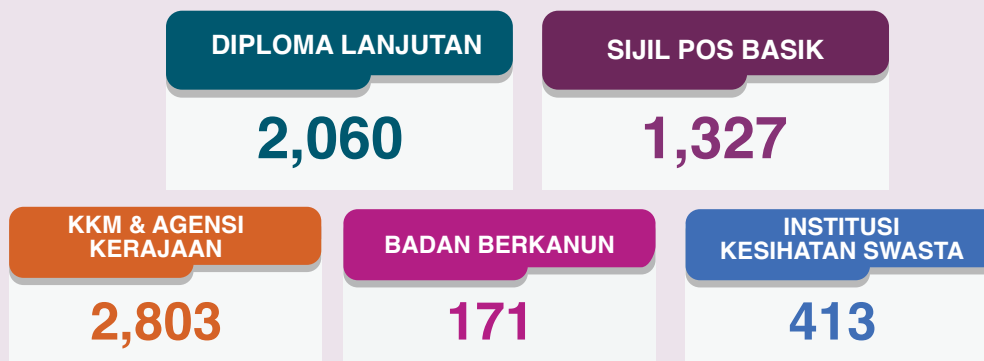 DIPLOMA LANJUTAN
2,060
SIJIL POS BASIK
1,327
KKM & AGENSI
KERAJAAN
2,803
BADAN BERKANUN
171
INSTITUSI
KESIHATAN SWASTA
413